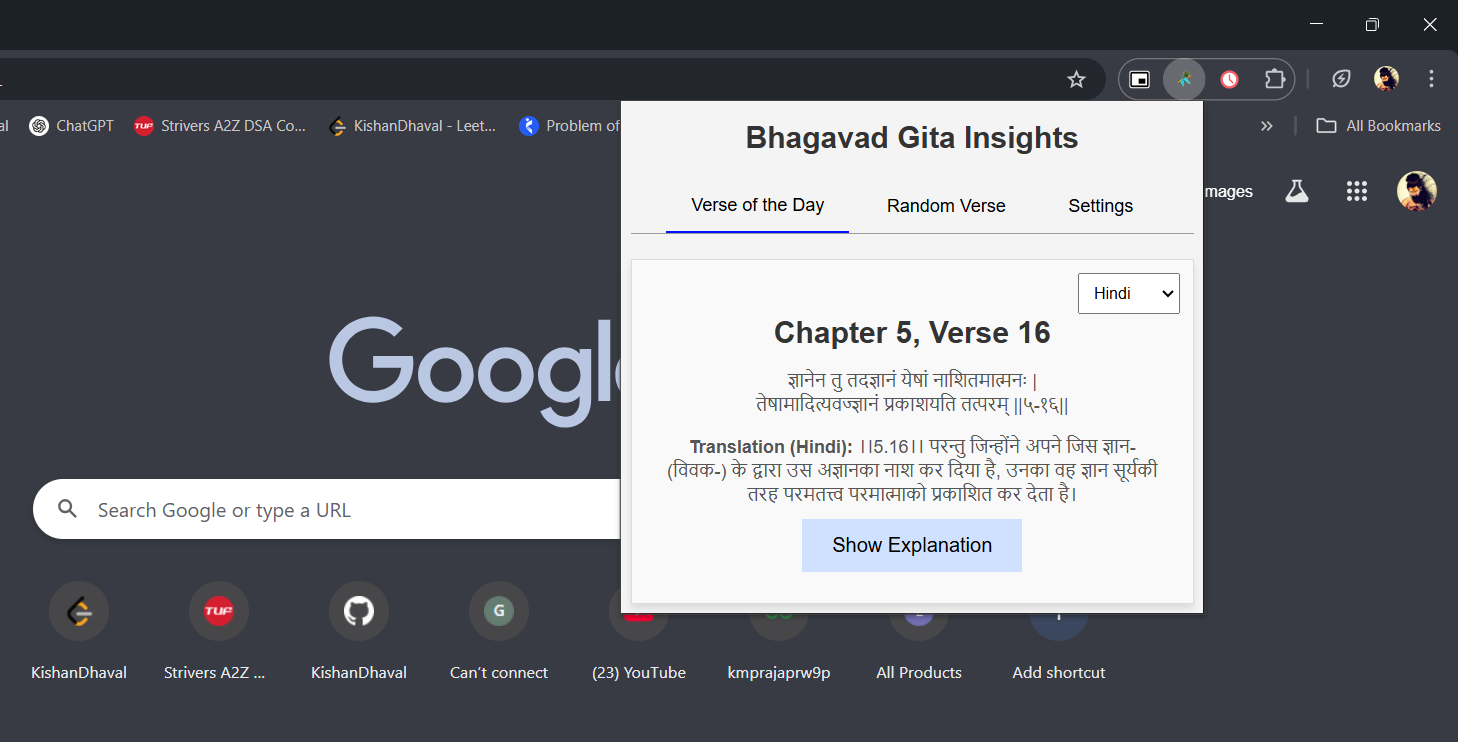 al
ChatGPT
TUF
Strivers A2Z DSA Co...
KishanDhaval - Leet...
Problem of
»
All Bookmarks
Bhagavad Gita Insights
Verse of the Day
Random Verse
Settings
mages
Hindi
Chapter 5, Verse 16
ज्ञानेन तु तदज्ञानं येषां नाशितमात्मनः |
तेषामादित्यवज्ज्ञानं प्रकाशयति तत्परम् ||५-१६||
Translation (Hindi): ।।5.16।। परन्तु जिन्होंने अपने जिस ज्ञान-
(विवक-) के द्वारा उस अज्ञानका नाश कर दिया है, उनका वह ज्ञान सूर्यकी
तरह परमतत्त्व परमात्माको प्रकाशित कर देता है।
Show Explanation
Googl
Search Google or type a URL
TUF
G
KishanDhaval
Strivers A2Z ...
KishanDhaval
Can't connect
(23) YouTube
kmprajaprw9p
All Products
Add shortcut